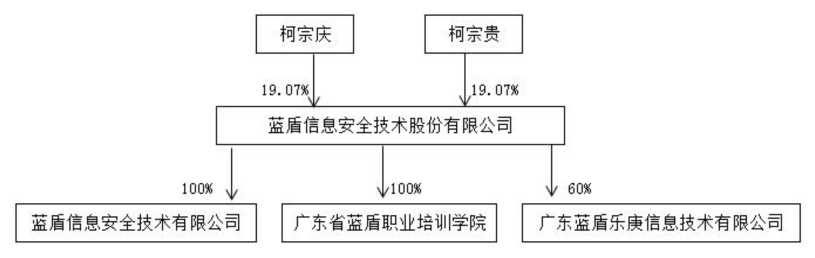 柯宗庆
柯宗贵
19.07%
19.07%
蓝盾信息安全技术股份有限公司
100%
100%
60%
蓝盾信息安全技术有限公司
广东省蓝盾职业培训学院
广东蓝盾乐庚信息技术有限公司